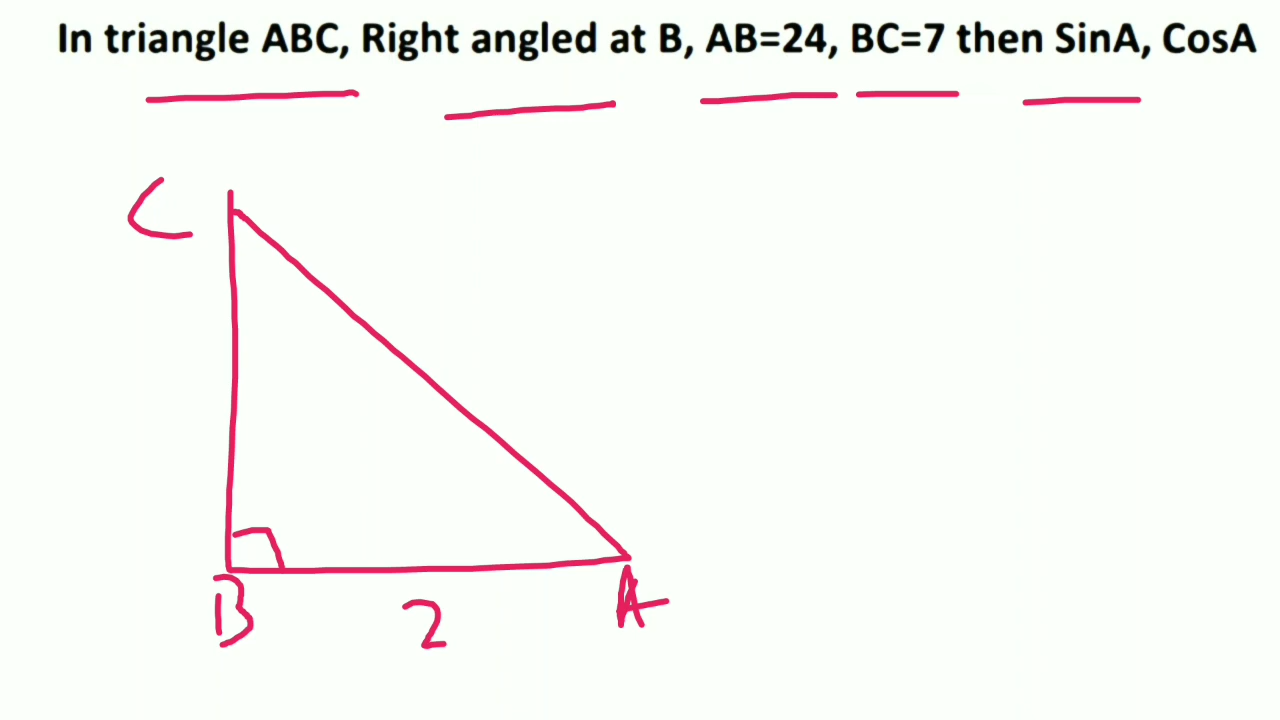 In triangle ABC, Right angled at B, AB=24, BC=7 then SinA, CosA
C
B
2
A